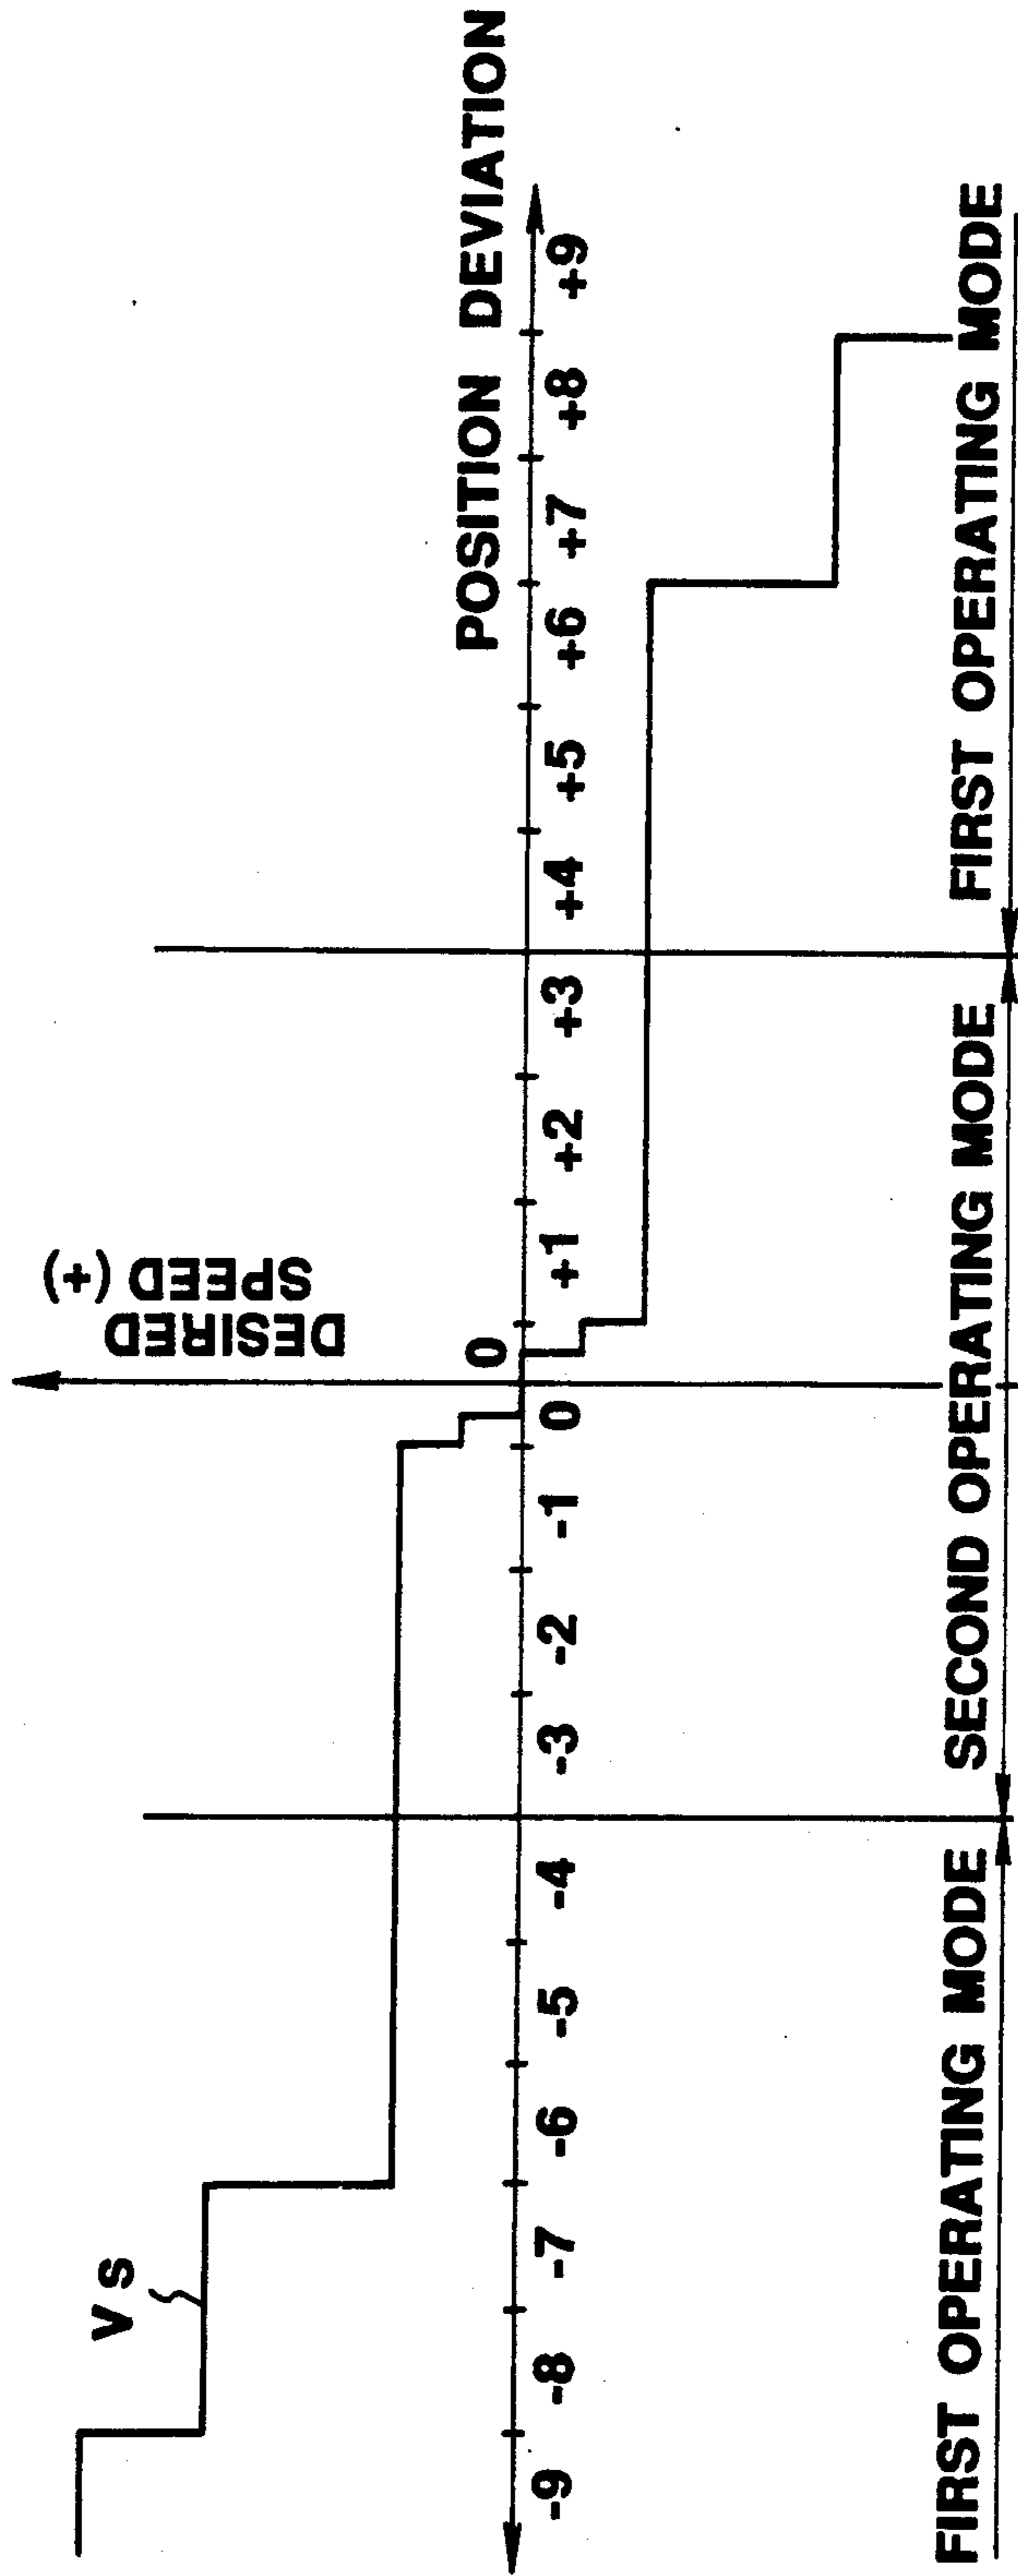 DESIRED
SPEED (+)
V s
POSITION DEVIATION
0
-9 -8 -7 -6 -5 -4 -3 -2 -1 0 +1 +2 +3 +4 +5 +6 +7 +8 +9
FIRST OPERATING MODE
SECOND OPERATING MODE
FIRST OPERATING MODE